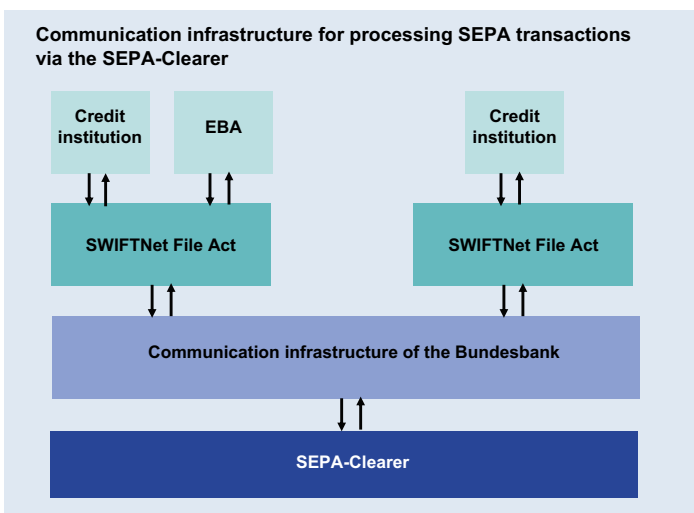 Communication infrastructure for processing SEPA transactions
via the SEPA-Clearer
Credit
institution
EBA
Credit
institution
SWIFTNet File Act
SWIFTNet File Act
Communication infrastructure of the Bundesbank
SEPA-Clearer